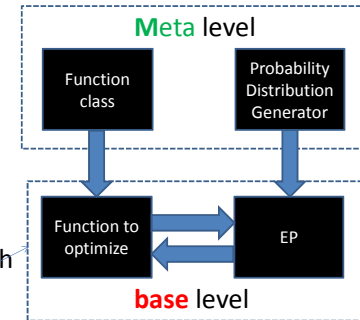 Meta level
Function
class
Probability
Distribution
Generator
Function to
optimize
EP
h
base level